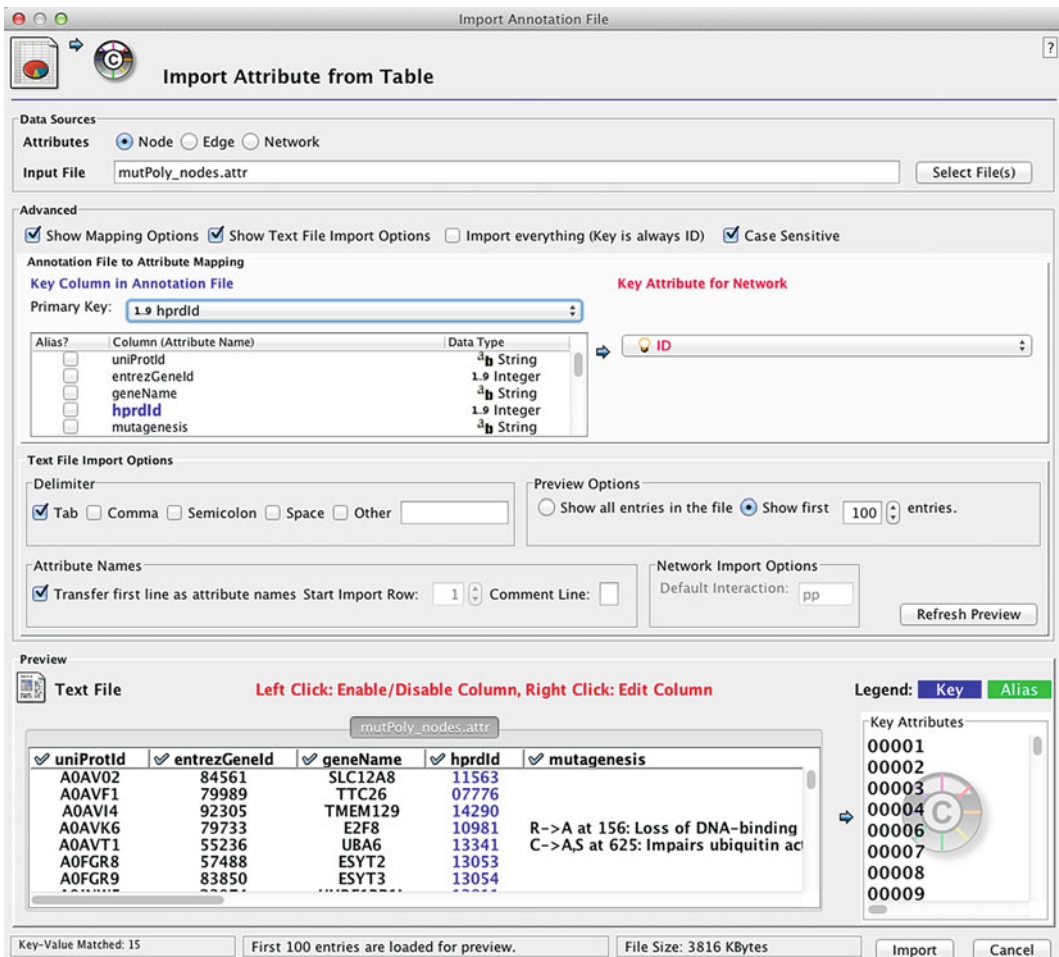 Import Annotation File
?
Import Attribute from Table
Data Sources
Attributes Node Edge Network
Input File mutPoly_nodes.attr Select File(s)
Advanced
Show Mapping Options Show Text File Import Options Import everything (Key is always ID) Case Sensitive
Annotation File to Attribute Mapping
Key Column in Annotation File Key Attribute for Network
Primary Key: 1..9 hprdId
Alias? Column (Attribute Name) Data Type
ID
uniProtId ab String
entrezGeneId 1..9 Integer
geneName ab String
hprdId 1..9 Integer
mutagenesis ab String
Text File Import Options
Delimiter Preview Options
Tab Comma Semicolon Space Other Show all entries in the file Show first 100 entries.
Attribute Names Network Import Options
Transfer first line as attribute names Start Import Row: 1 Comment Line: Default Interaction: pp
Refresh Preview
Preview
Text File Left Click: Enable/Disable Column, Right Click: Edit Column Legend: Key Alias
mutPoly_nodes.attr
uniProtId entrezGeneId geneName hprdId mutagenesis
A0AV02 84561 SLC12A8 11563
A0AVF1 79989 TTC26 07776
A0AVI4 92305 TMEM129 14290
A0AVK6 79733 E2F8 10981 R->A at 156: Loss of DNA-binding
A0AVT1 55236 UBA6 13341 C->A,S at 625: Impairs ubiquitin act
A0FGR8 57488 ESYT2 13053
A0FGR9 83850 ESYT3 13054
Key Attributes
00001
00002
00003
00004
00006
00007
00008
00009
C
Key-Value Matched: 15 First 100 entries are loaded for preview. File Size: 3816 KBytes Import Cancel